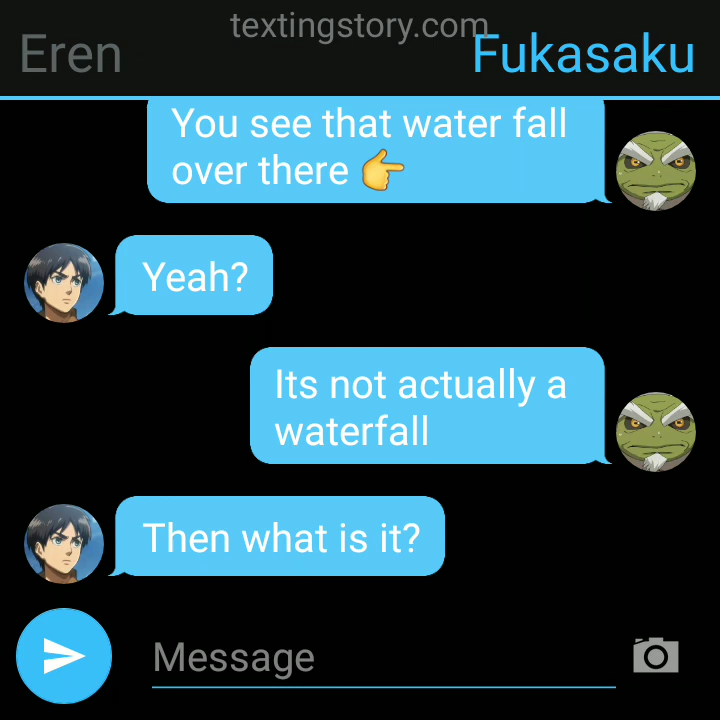 textingstory.com
Eren
Fukasaku
You see that water fall
over there 👉
Yeah?
Its not actually a
waterfall
Then what is it?
Message